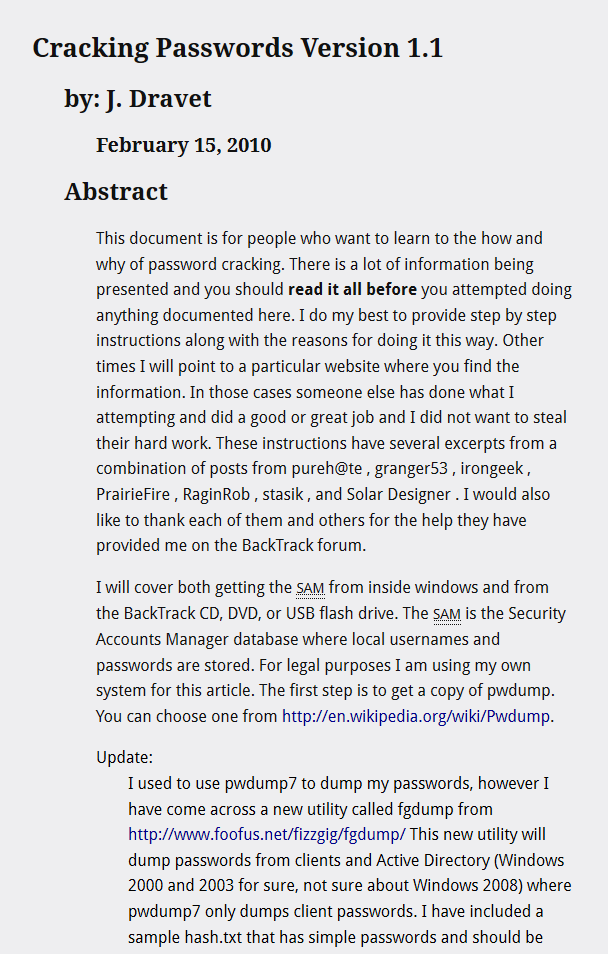 Cracking Passwords Version 1.1
by: J. Dravet
February 15, 2010
Abstract
This document is for people who want to learn to the how and
why of password cracking. There is a lot of information being
presented and you should read it all before you attempted doing
anything documented here. I do my best to provide step by step
instructions along with the reasons for doing it this way. Other
times I will point to a particular website where you find the
information. In those cases someone else has done what I
attempting and did a good or great job and I did not want to steal
their hard work. These instructions have several excerpts from a
combination of posts from pureh@te , granger53 , irongeek ,
PrairieFire , RaginRob , stasik , and Solar Designer . I would also
like to thank each of them and others for the help they have
provided me on the BackTrack forum.
I will cover both getting the SAM from inside windows and from
the BackTrack CD, DVD, or USB flash drive. The SAM is the Security
Accounts Manager database where local usernames and
passwords are stored. For legal purposes I am using my own
system for this article. The first step is to get a copy of pwdump.
You can choose one from http://en.wikipedia.org/wiki/Pwdump.
Update:
I used to use pwdump7 to dump my passwords, however I
have come across a new utility called fgdump from
http://www.foofus.net/fizzgig/fgdump/ This new utility will
dump passwords from clients and Active Directory (Windows
2000 and 2003 for sure, not sure about Windows 2008) where
pwdump7 only dumps client passwords. I have included a
sample hash.txt that has simple passwords and should be